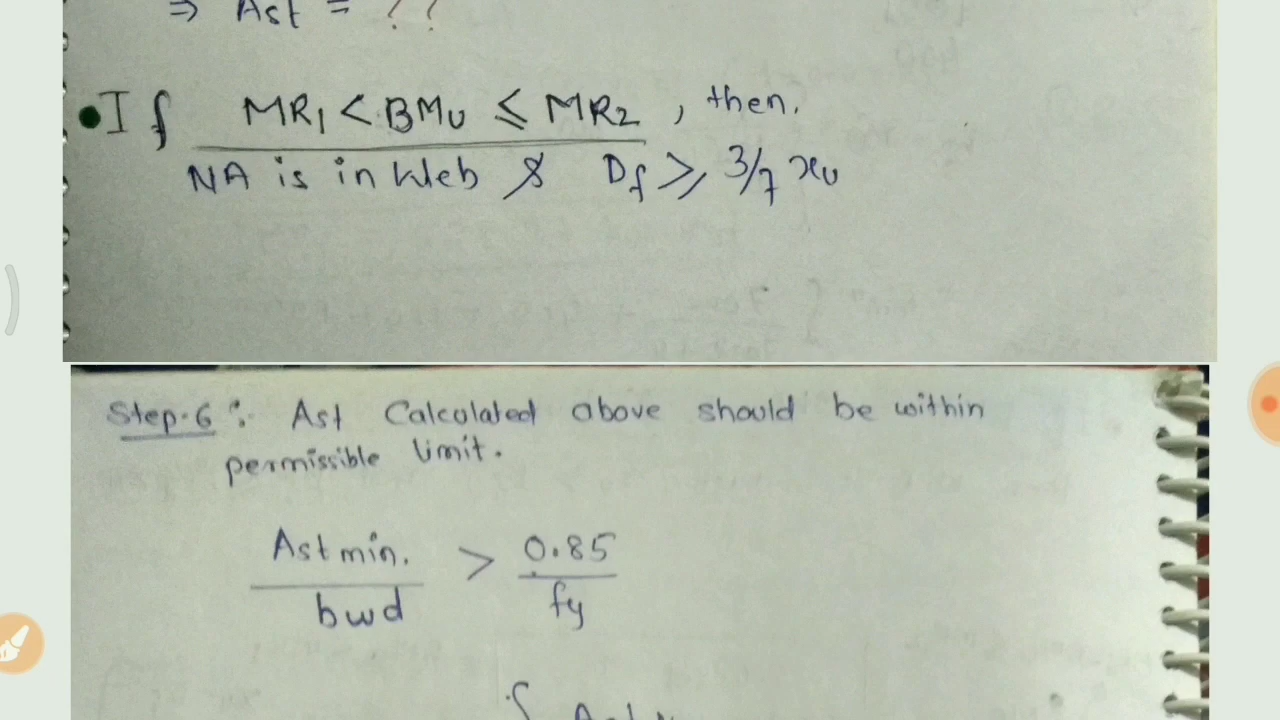 ⇒ Ast = ??
• If MR₁ < BMu ≤ MR₂, then.
NA is in Web & Df ≥ 3/7 xu
Step-6 :- Ast Calculated above should be within
permissible limit.
Ast min. / bwd > 0.85 / fy